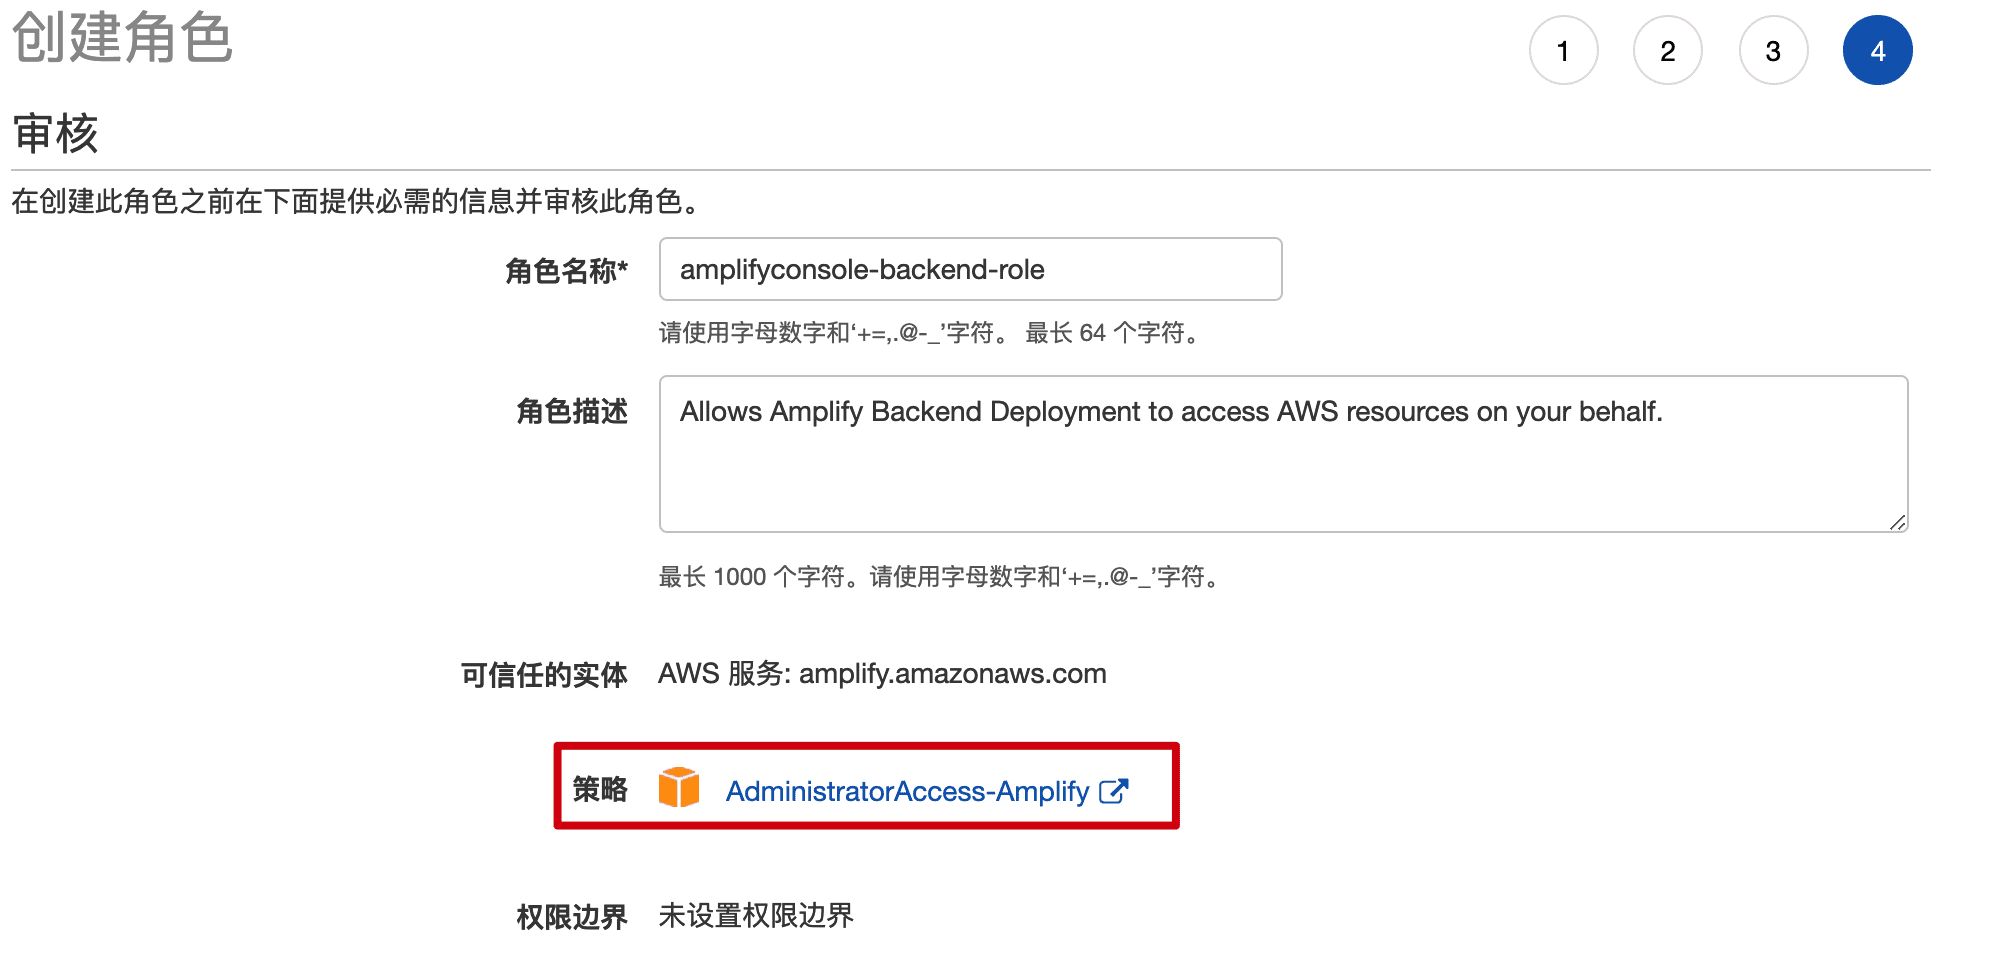 创建角色
1 2 3 4
审核
在创建此角色之前在下面提供必需的信息并审核此角色。
角色名称* amplifyconsole-backend-role
请使用字母数字和‘+=,.@-_’字符。 最长 64 个字符。
角色描述 Allows Amplify Backend Deployment to access AWS resources on your behalf.
最长 1000 个字符。请使用字母数字和‘+=,.@-_’字符。
可信任的实体 AWS 服务: amplify.amazonaws.com
策略 AdministratorAccess-Amplify
权限边界 未设置权限边界